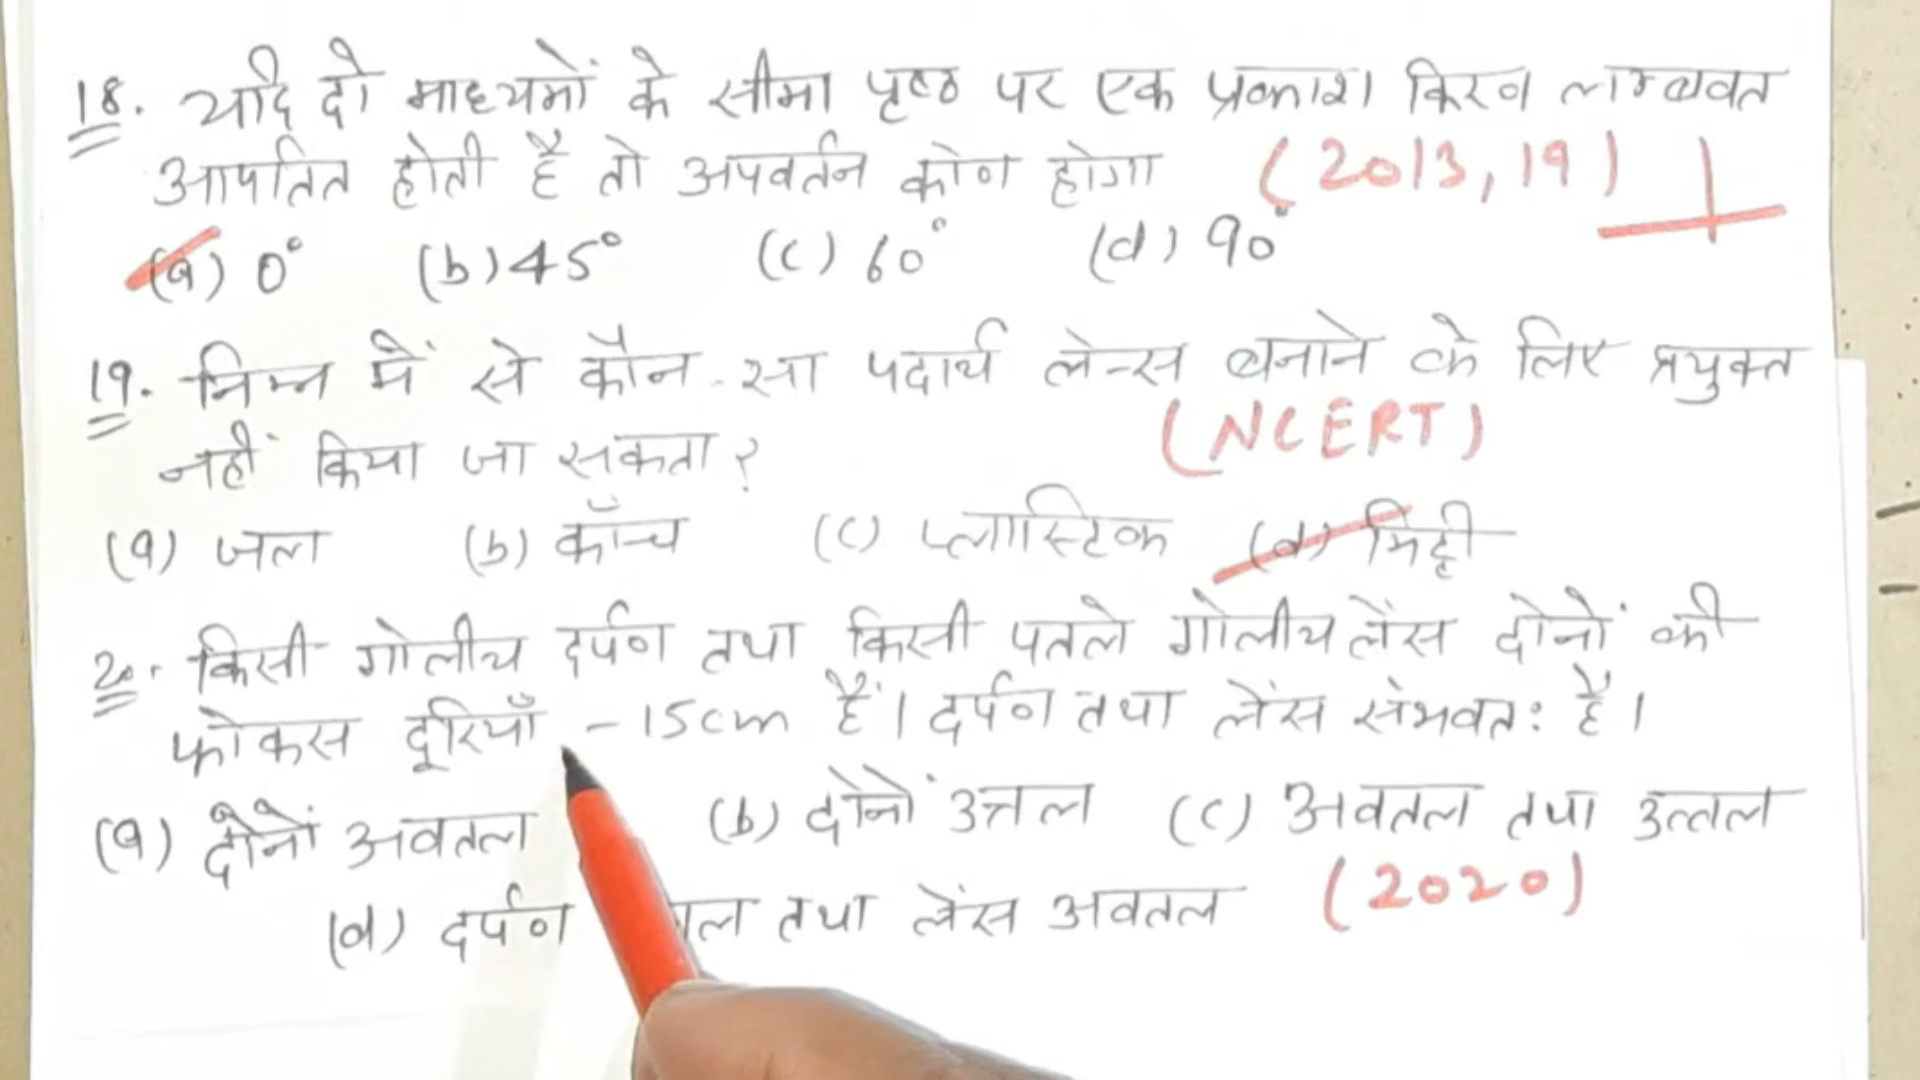 18. यदि दो माध्यमों के सीमा पृष्ठ पर एक प्रकाश किरण लाम्बवत
आपतित होती है तो अपवर्तन कोण होगा (2013, 19)
(a) 0° (b) 45° (c) 60° (d) 90°
19. निम्न में से कौन-सा पदार्थ लेन्स बनाने के लिए प्रयुक्त
नहीं किया जा सकता? (NCERT)
(a) जल (b) काँच (c) प्लास्टिक (d) मिट्टी
20. किसी गोलीय दर्पण तथा किसी पतले गोलीय लेंस दोनों की
फोकस दूरियाँ -15cm हैं। दर्पण तथा लेंस संभवतः है।
(a) दोनों अवतल (b) दोनों उत्तल (c) अवतल तथा उत्तल
(d) दर्पण तथा लेंस अवतल (2020)